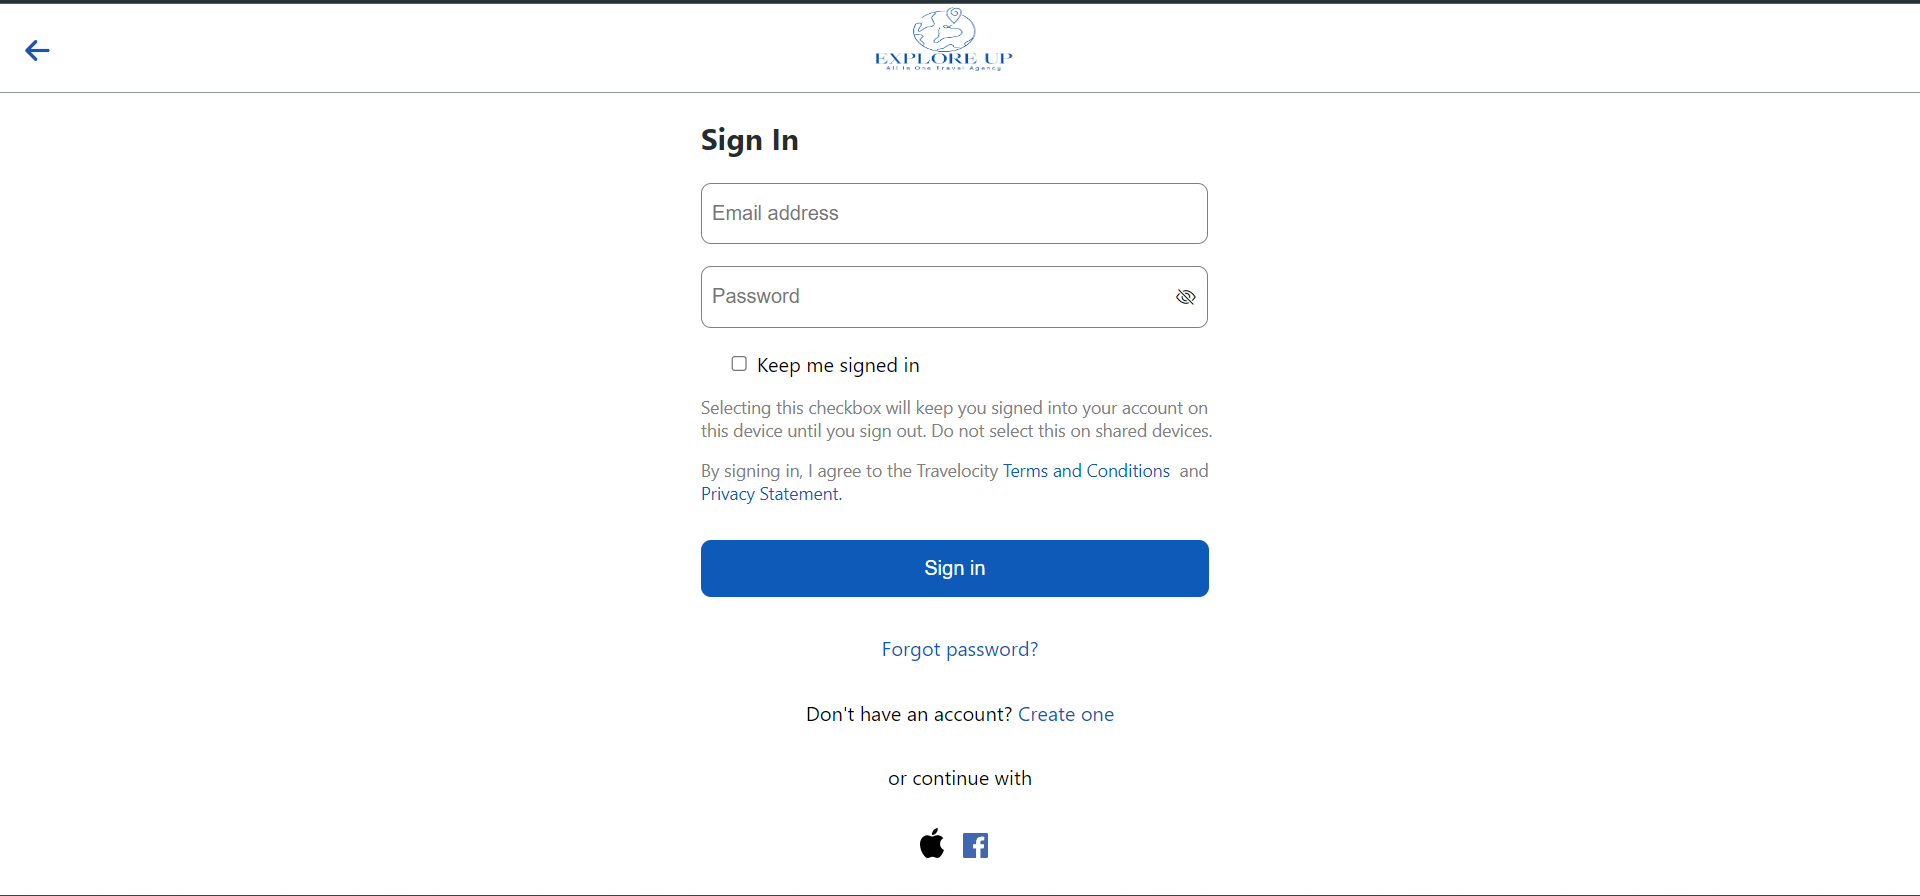 EXPLORE UP
All In One Travel Agency
Sign In
Email address
Password
Keep me signed in
Selecting this checkbox will keep you signed into your account on
this device until you sign out. Do not select this on shared devices.
By signing in, I agree to the Travelocity Terms and Conditions and
Privacy Statement.
Sign in
Forgot password?
Don't have an account? Create one
or continue with